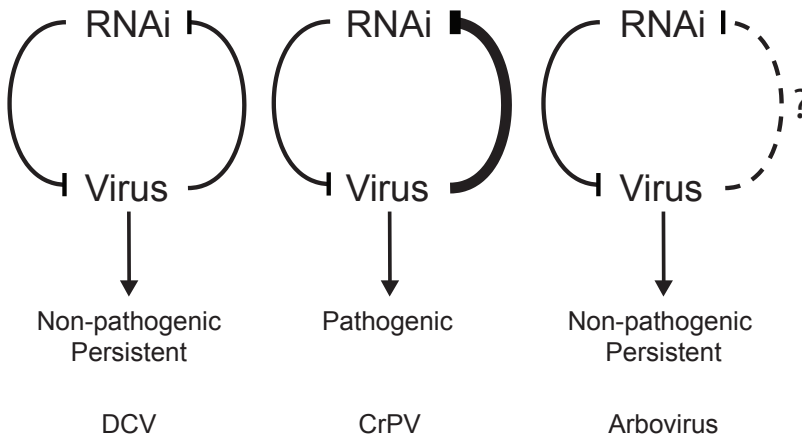 RNAi RNAi RNAi
?
Virus Virus Virus
Non-pathogenic Pathogenic Non-pathogenic
Persistent Persistent
DCV CrPV Arbovirus